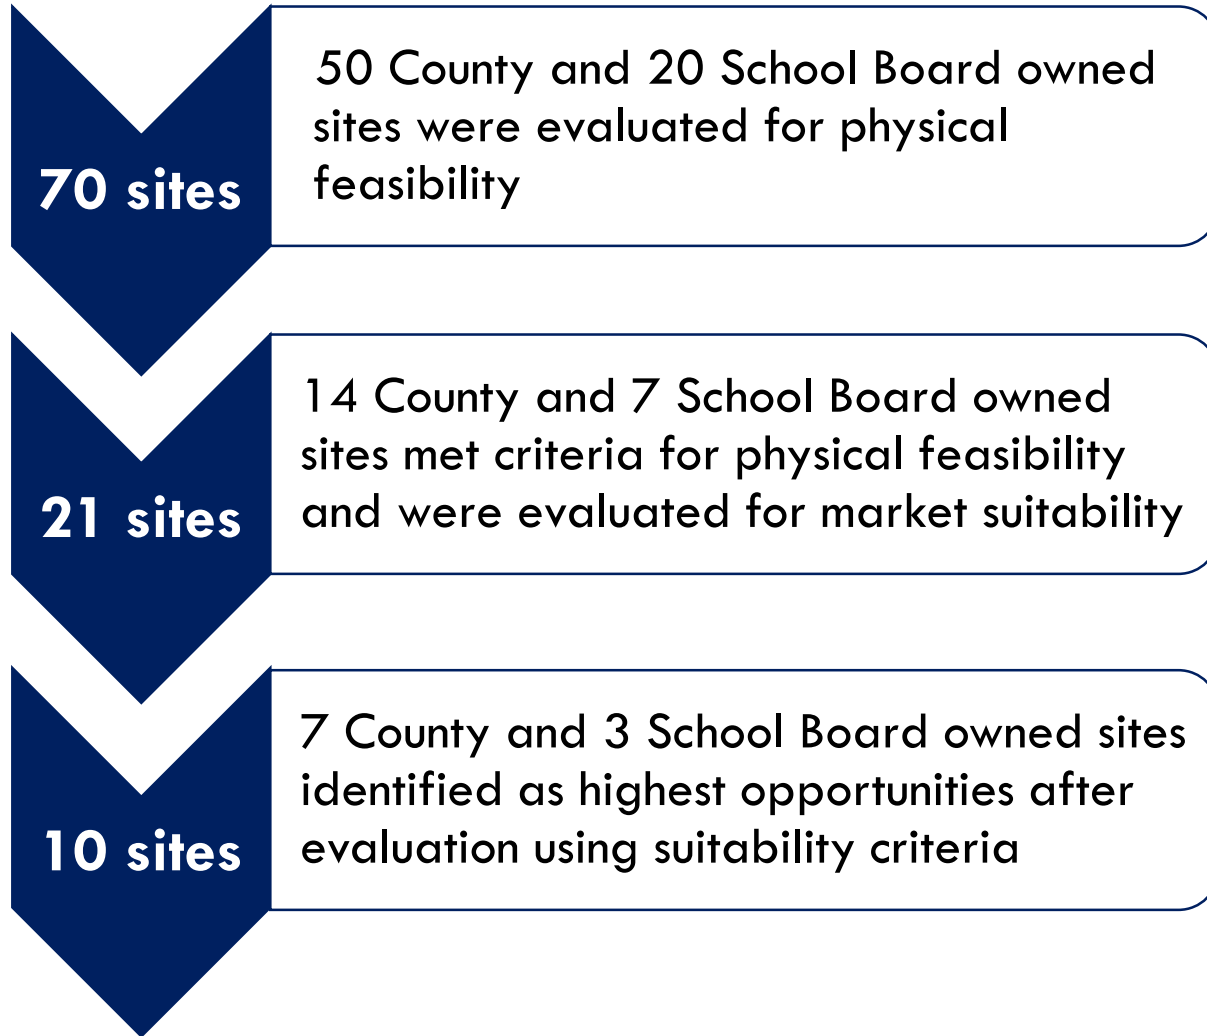 70 sites
50 County and 20 School Board owned
sites were evaluated for physical
feasibility
21 sites
14 County and 7 School Board owned
sites met criteria for physical feasibility
and were evaluated for market suitability
10 sites
7 County and 3 School Board owned sites
identified as highest opportunities after
evaluation using suitability criteria